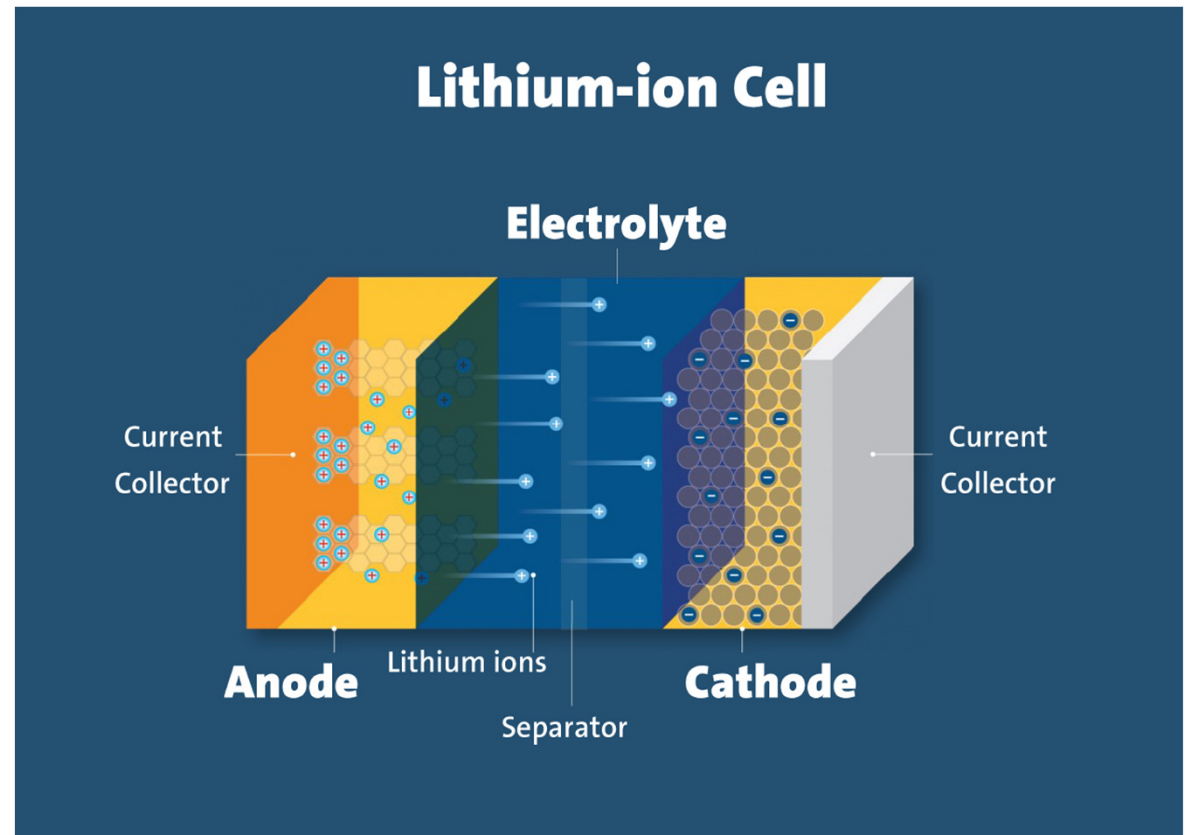 Lithium-ion Cell
Electrolyte
Current
Collector
Current
Collector
Lithium ions
Anode
Cathode
Separator